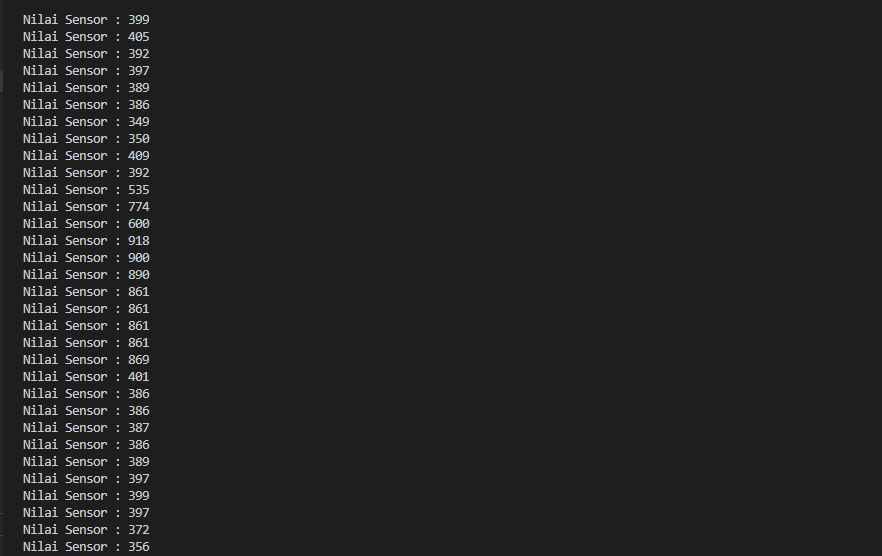 Nilai Sensor : 399
Nilai Sensor : 405
Nilai Sensor : 392
Nilai Sensor : 397
Nilai Sensor : 389
Nilai Sensor : 386
Nilai Sensor : 349
Nilai Sensor : 350
Nilai Sensor : 409
Nilai Sensor : 392
Nilai Sensor : 535
Nilai Sensor : 774
Nilai Sensor : 600
Nilai Sensor : 918
Nilai Sensor : 900
Nilai Sensor : 890
Nilai Sensor : 861
Nilai Sensor : 861
Nilai Sensor : 861
Nilai Sensor : 861
Nilai Sensor : 869
Nilai Sensor : 401
Nilai Sensor : 386
Nilai Sensor : 386
Nilai Sensor : 387
Nilai Sensor : 386
Nilai Sensor : 389
Nilai Sensor : 397
Nilai Sensor : 399
Nilai Sensor : 397
Nilai Sensor : 372
Nilai Sensor : 356